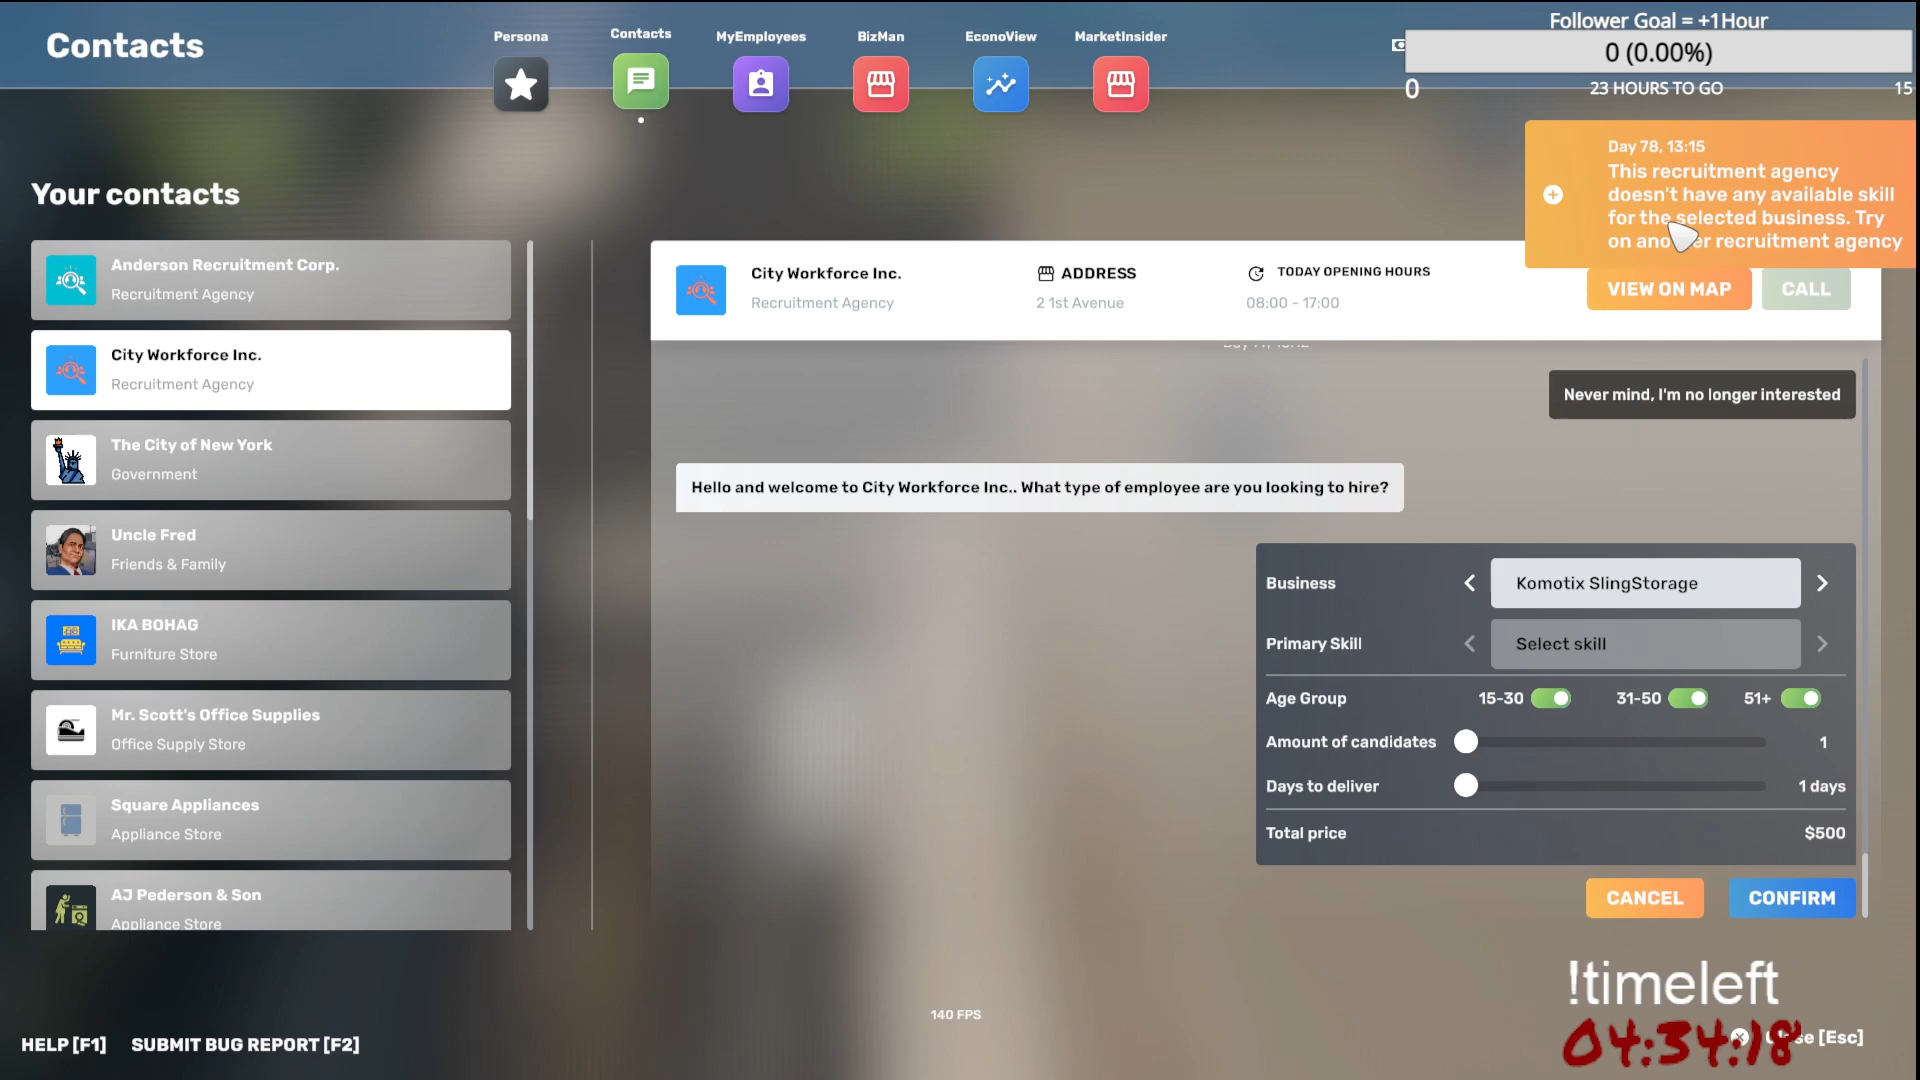 Contacts
Persona
Contacts
MyEmployees
BizMan
EconoView
MarketInsider
Follower Goal = +1Hour
0 (0.00%)
0
23 HOURS TO GO
15
Day 78, 13:15
This recruitment agency
doesn't have any available skill
for the selected business. Try
on another recruitment agency
Your contacts
Anderson Recruitment Corp.
Recruitment Agency
City Workforce Inc.
Recruitment Agency
The City of New York
Government
Uncle Fred
Friends & Family
IKA BOHAG
Furniture Store
Mr. Scott's Office Supplies
Office Supply Store
Square Appliances
Appliance Store
AJ Pederson & Son
Appliance Store
City Workforce Inc.
Recruitment Agency
ADDRESS
2 1st Avenue
TODAY OPENING HOURS
08:00 - 17:00
VIEW ON MAP
CALL
Never mind, I'm no longer interested
Hello and welcome to City Workforce Inc.. What type of employee are you looking to hire?
Business
Komotix SlingStorage
Primary Skill
Select skill
Age Group
15-30
31-50
51+
Amount of candidates
1
Days to deliver
1 days
Total price
$500
CANCEL
CONFIRM
!timeleft
04:34:18
Close [Esc]
140 FPS
HELP [F1]
SUBMIT BUG REPORT [F2]